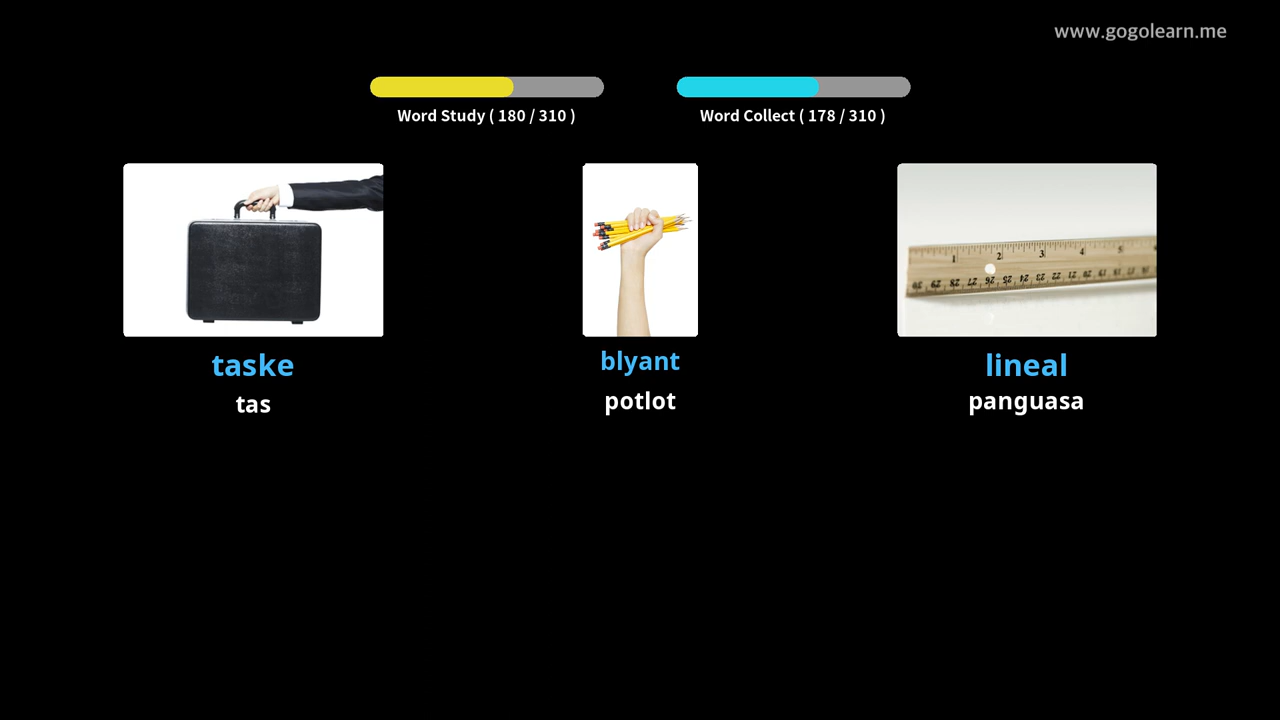 www.gogolearn.me
Word Study ( 180 / 310 )
Word Collect ( 178 / 310 )
taske
blyant
lineal
tas
potlot
panguasa